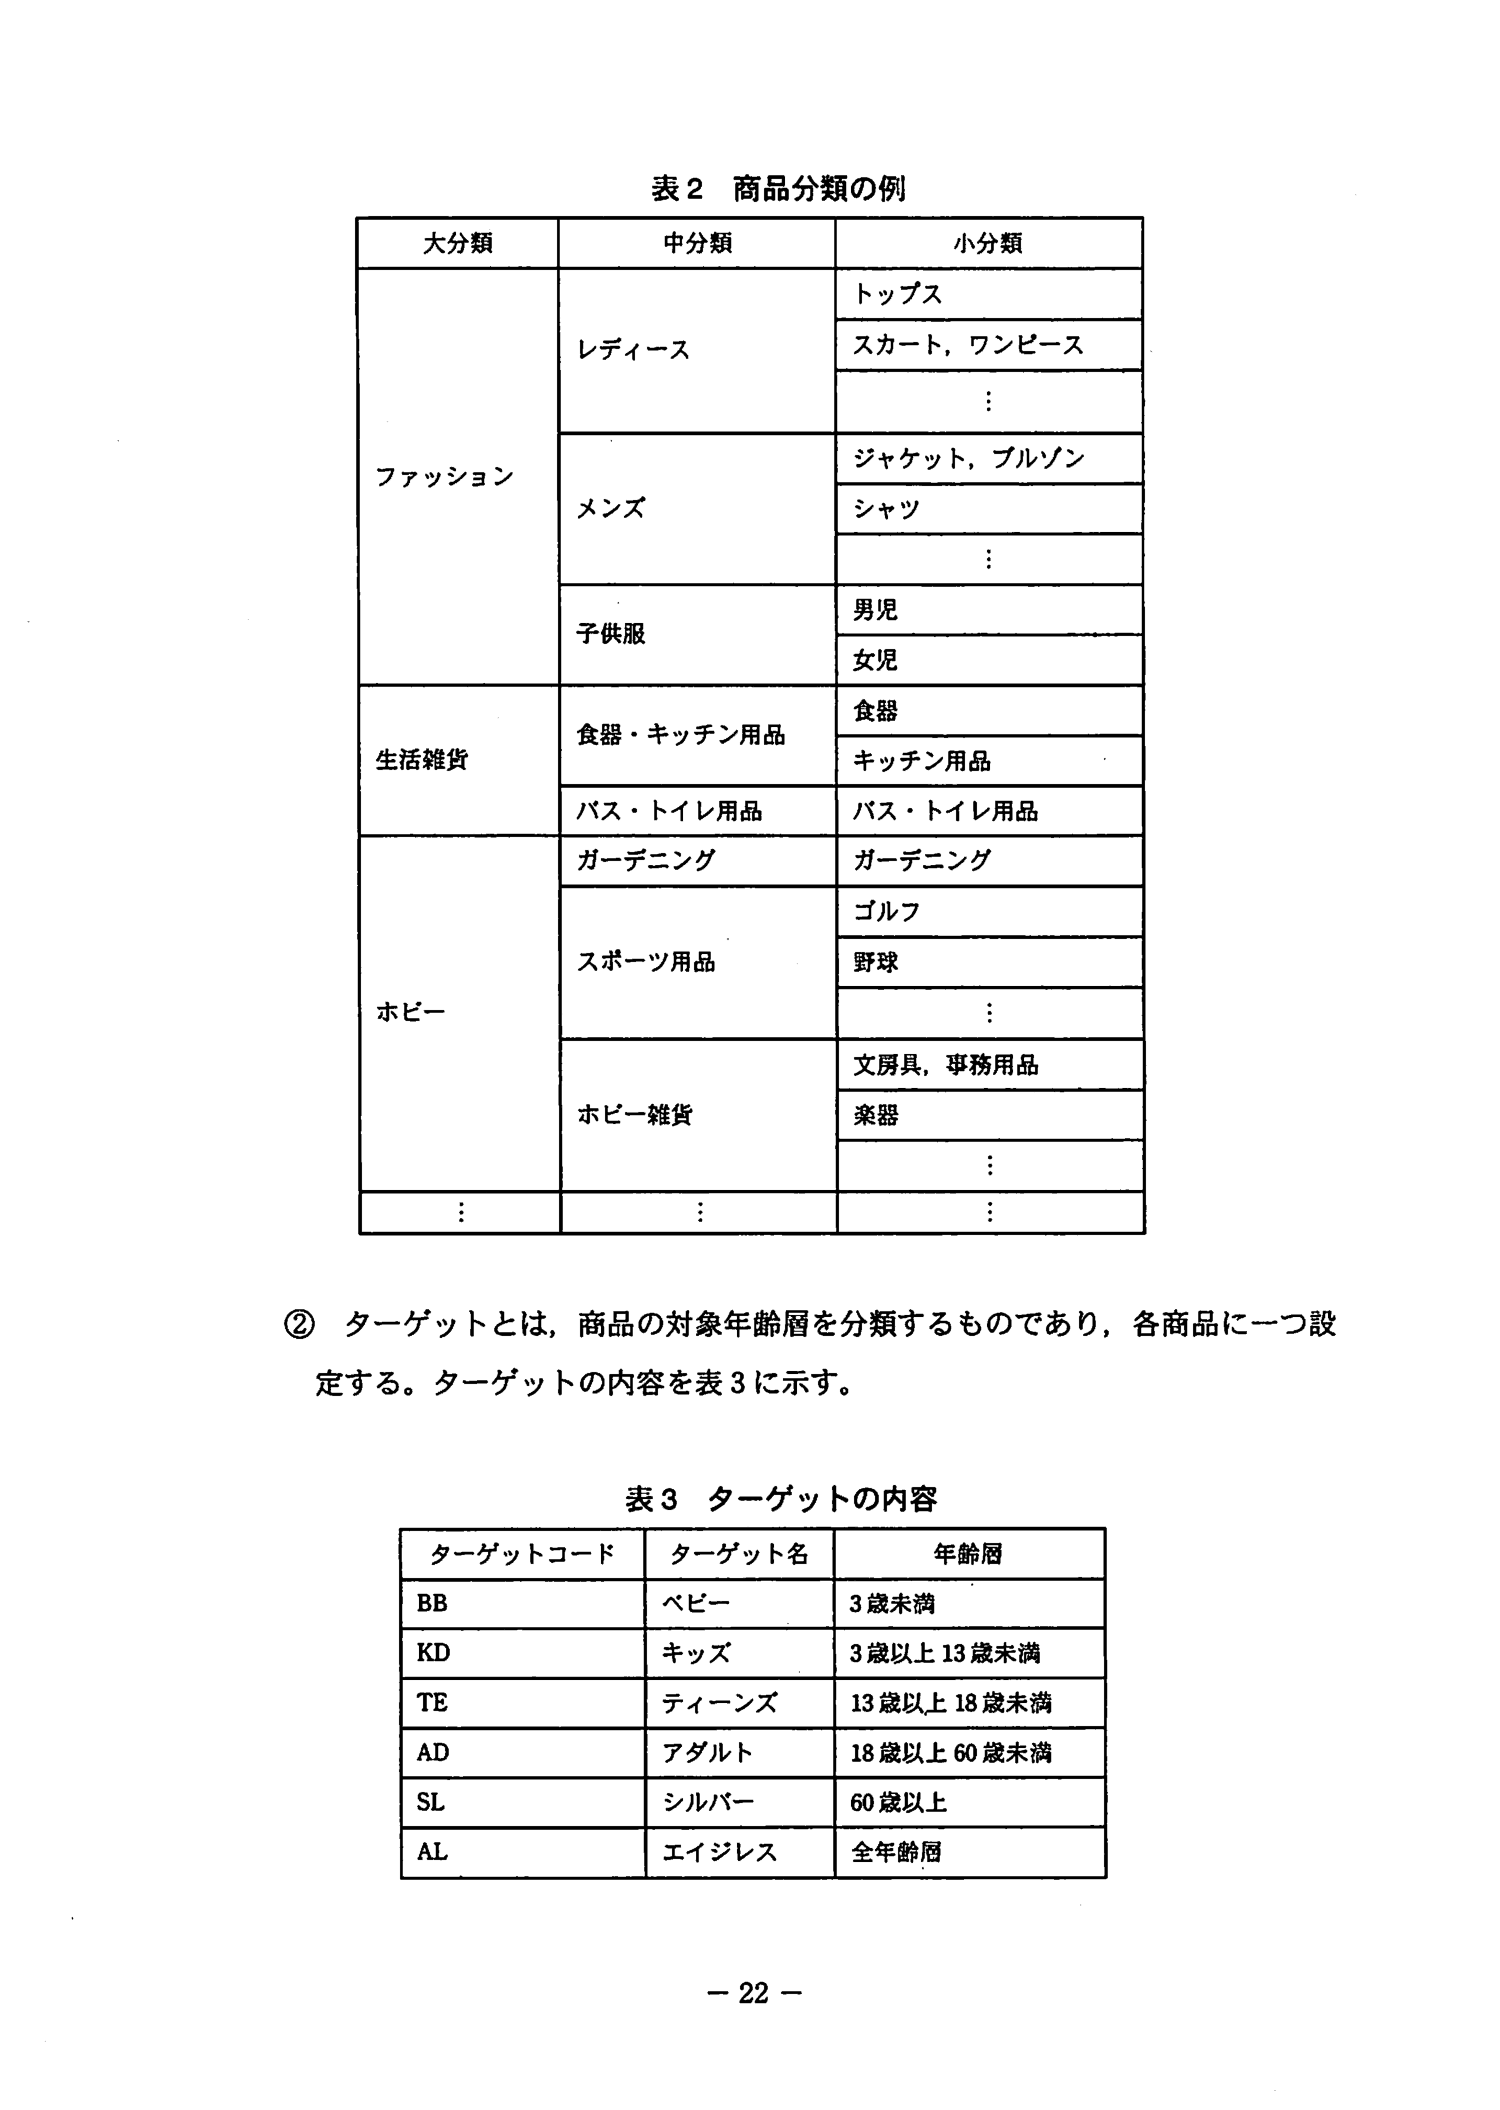 表2　商品分類の例
大分類　中分類　小分類
ファッション　レディース　トップス
スカート，ワンピース
⋮
メンズ　ジャケット，ブルゾン
シャツ
⋮
子供服　男児
女児
生活雑貨　食器・キッチン用品　食器
キッチン用品
バス・トイレ用品　バス・トイレ用品
ホビー　ガーデニング　ガーデニング
スポーツ用品　ゴルフ
野球
⋮
ホビー雑貨　文房具，事務用品
楽器
⋮
⋮　⋮　⋮
②　ターゲットとは，商品の対象年齢層を分類するものであり，各商品に一つ設
定する。ターゲットの内容を表3に示す。
表3　ターゲットの内容
ターゲットコード　ターゲット名　年齢層
BB　ベビー　3歳未満
KD　キッズ　3歳以上13歳未満
TE　ティーンズ　13歳以上18歳未満
AD　アダルト　18歳以上60歳未満
SL　シルバー　60歳以上
AL　エイジレス　全年齢層
－ 22 －